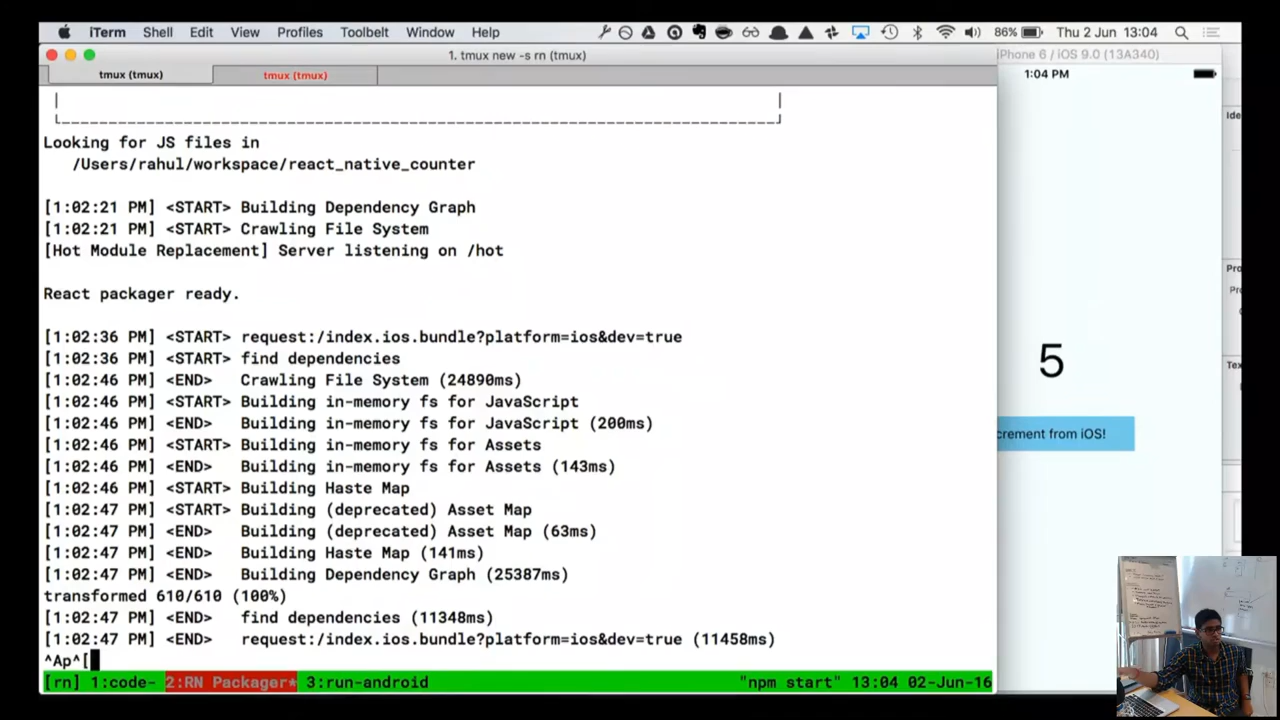 iTerm Shell Edit View Profiles Toolbelt Window Help 86% Thu 2 Jun 13:04
1. tmux new -s rn (tmux)
iPhone 6 / iOS 9.0 (13A340)
tmux (tmux) tmux (tmux)
1:04 PM
Looking for JS files in
/Users/rahul/workspace/react_native_counter
[1:02:21 PM] <START> Building Dependency Graph
[1:02:21 PM] <START> Crawling File System
[Hot Module Replacement] Server listening on /hot
React packager ready.
[1:02:36 PM] <START> request:/index.ios.bundle?platform=ios&dev=true
[1:02:36 PM] <START> find dependencies
[1:02:46 PM] <END> Crawling File System (24890ms)
[1:02:46 PM] <START> Building in-memory fs for JavaScript
[1:02:46 PM] <END> Building in-memory fs for JavaScript (200ms)
[1:02:46 PM] <START> Building in-memory fs for Assets
[1:02:46 PM] <END> Building in-memory fs for Assets (143ms)
[1:02:46 PM] <START> Building Haste Map
[1:02:47 PM] <START> Building (deprecated) Asset Map
[1:02:47 PM] <END> Building (deprecated) Asset Map (63ms)
[1:02:47 PM] <END> Building Haste Map (141ms)
[1:02:47 PM] <END> Building Dependency Graph (25387ms)
transformed 610/610 (100%)
[1:02:47 PM] <END> find dependencies (11348ms)
[1:02:47 PM] <END> request:/index.ios.bundle?platform=ios&dev=true (11458ms)
^Ap^[
[rn] 1:code- 2:RN Packager* 3:run-android "npm start" 13:04 02-Jun-16
5
crement from iOS!
Ide
Pro
Pr
Tex